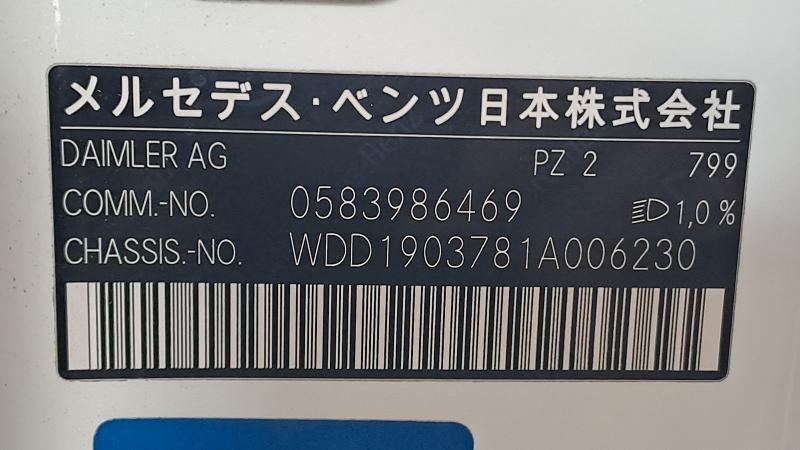 メルセデス・ベンツ日本株式会社
DAIMLER AG PZ 2 799
COMM.-NO. 0583986469 1,0%
CHASSIS.-NO. WDD1903781A006230